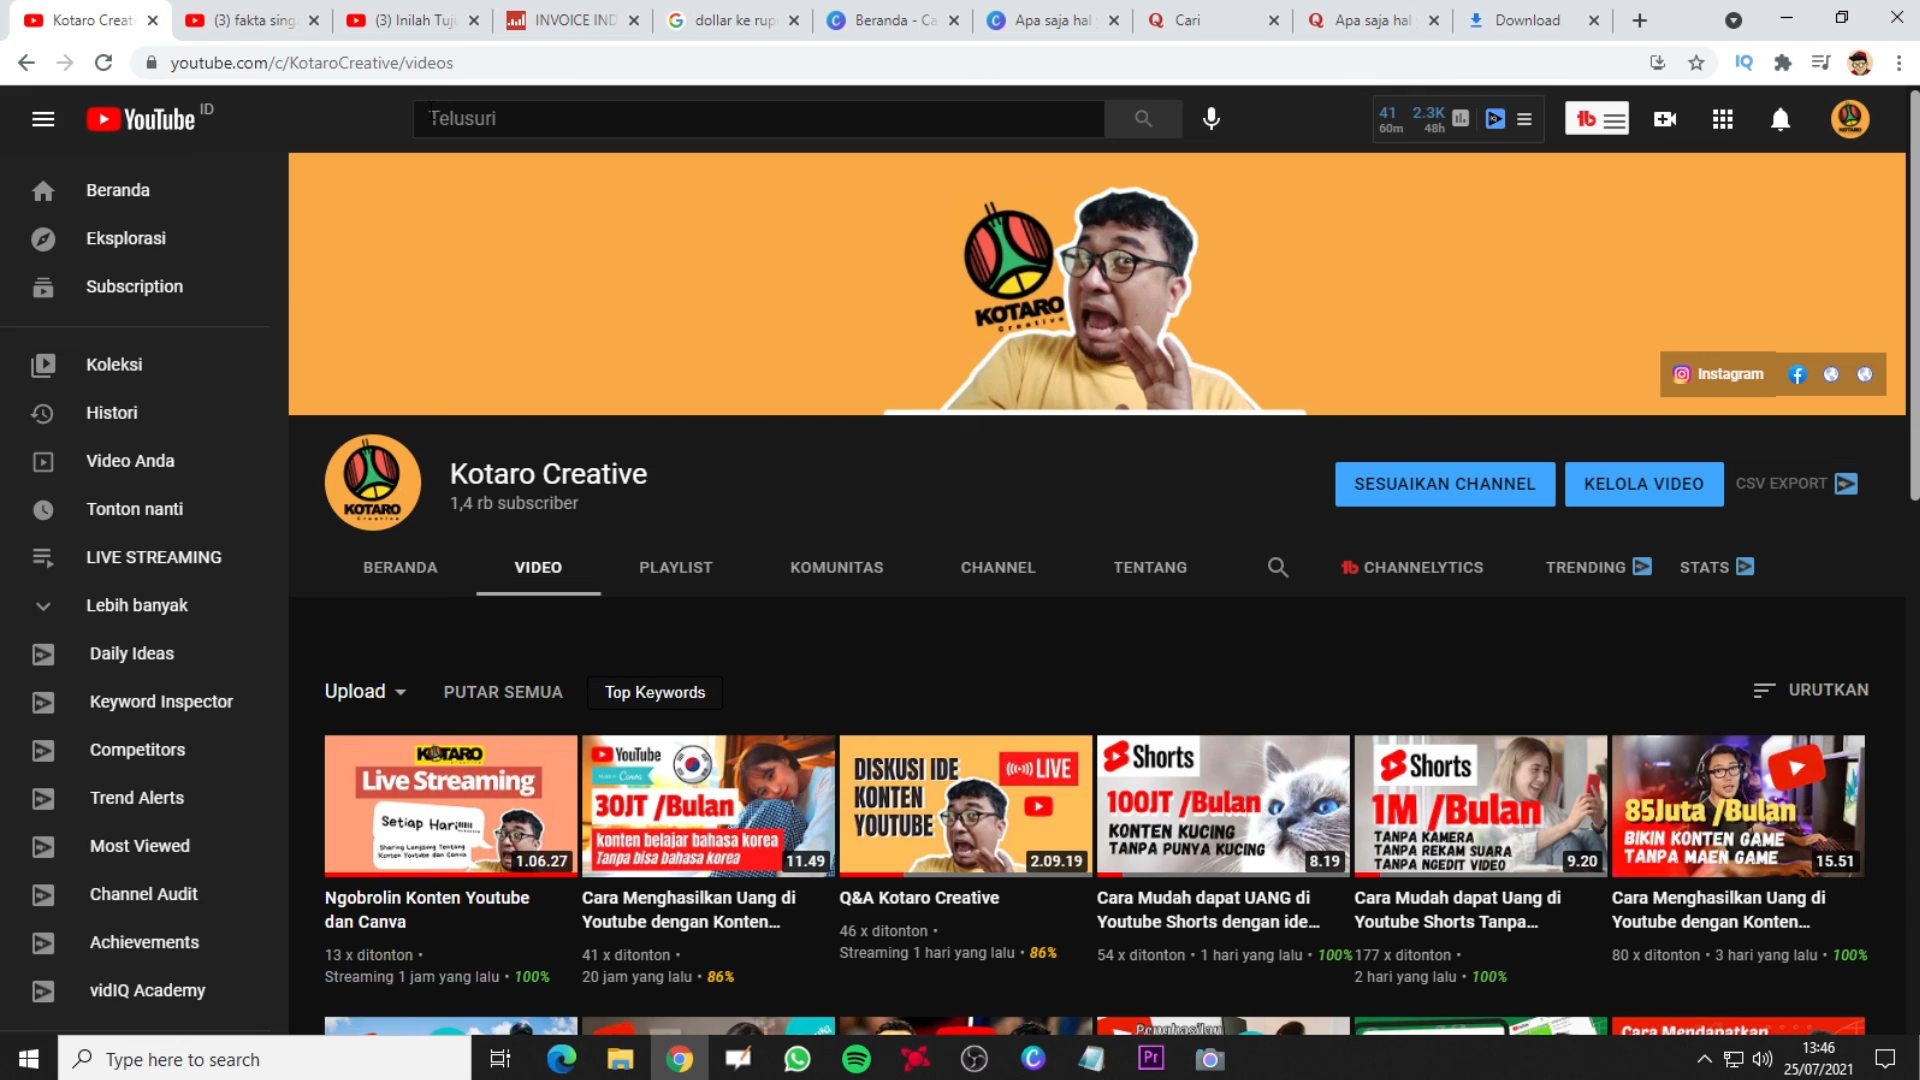 Kotaro Creati
(3) fakta sing
(3) Inilah Tuju
INVOICE IND
dollar ke rup
Beranda - Ca
Apa saja hal
Cari
Apa saja hal
Download
youtube.com/c/KotaroCreative/videos
IQ
YouTube ID
Telusuri
41
60m
2.3K
48h
tb
Beranda
Eksplorasi
Subscription
Koleksi
Histori
Video Anda
Tonton nanti
LIVE STREAMING
Lebih banyak
Daily Ideas
Keyword Inspector
Competitors
Trend Alerts
Most Viewed
Channel Audit
Achievements
vidIQ Academy
KOTARO
Creative
Instagram
KOTARO
Creative
Kotaro Creative
1,4 rb subscriber
SESUAIKAN CHANNEL
KELOLA VIDEO
CSV EXPORT
BERANDA
VIDEO
PLAYLIST
KOMUNITAS
CHANNEL
TENTANG
tb CHANNELYTICS
TRENDING
STATS
Upload
PUTAR SEMUA
Top Keywords
URUTKAN
KOTARO
Live Streaming
Setiap Hari!!!!!
Sharing Langsung Tentang
Konten Youtube dan Canva
1.06.27
Ngobrolin Konten Youtube
dan Canva
13 x ditonton •
Streaming 1 jam yang lalu • 100%
YouTube
Canva
30JT /Bulan
Konten belajar bahasa korea
Tanpa bisa bahasa korea
11.49
Cara Menghasilkan Uang di
Youtube dengan Konten...
41 x ditonton •
20 jam yang lalu • 86%
DISKUSI IDE
KONTEN
YOUTUBE
LIVE
2.09.19
Q&A Kotaro Creative
46 x ditonton •
Streaming 1 hari yang lalu • 86%
Shorts
100JT /Bulan
KONTEN KUCING
TANPA PUNYA KUCING
8.19
Cara Mudah dapat UANG di
Youtube Shorts dengan ide...
54 x ditonton • 1 hari yang lalu • 100%
Shorts
1M /Bulan
TANPA KAMERA
TANPA REKAM SUARA
TANPA NGEDIT VIDEO
9.20
Cara Mudah dapat Uang di
Youtube Shorts Tanpa...
177 x ditonton •
2 hari yang lalu • 100%
85Juta /Bulan
BIKIN KONTEN GAME
TANPA MAEN GAME
15.51
Cara Menghasilkan Uang di
Youtube dengan Konten...
80 x ditonton • 3 hari yang lalu • 100%
Penghasilan
Cara Mendapatkan
Type here to search
Pr
13:46
25/07/2021